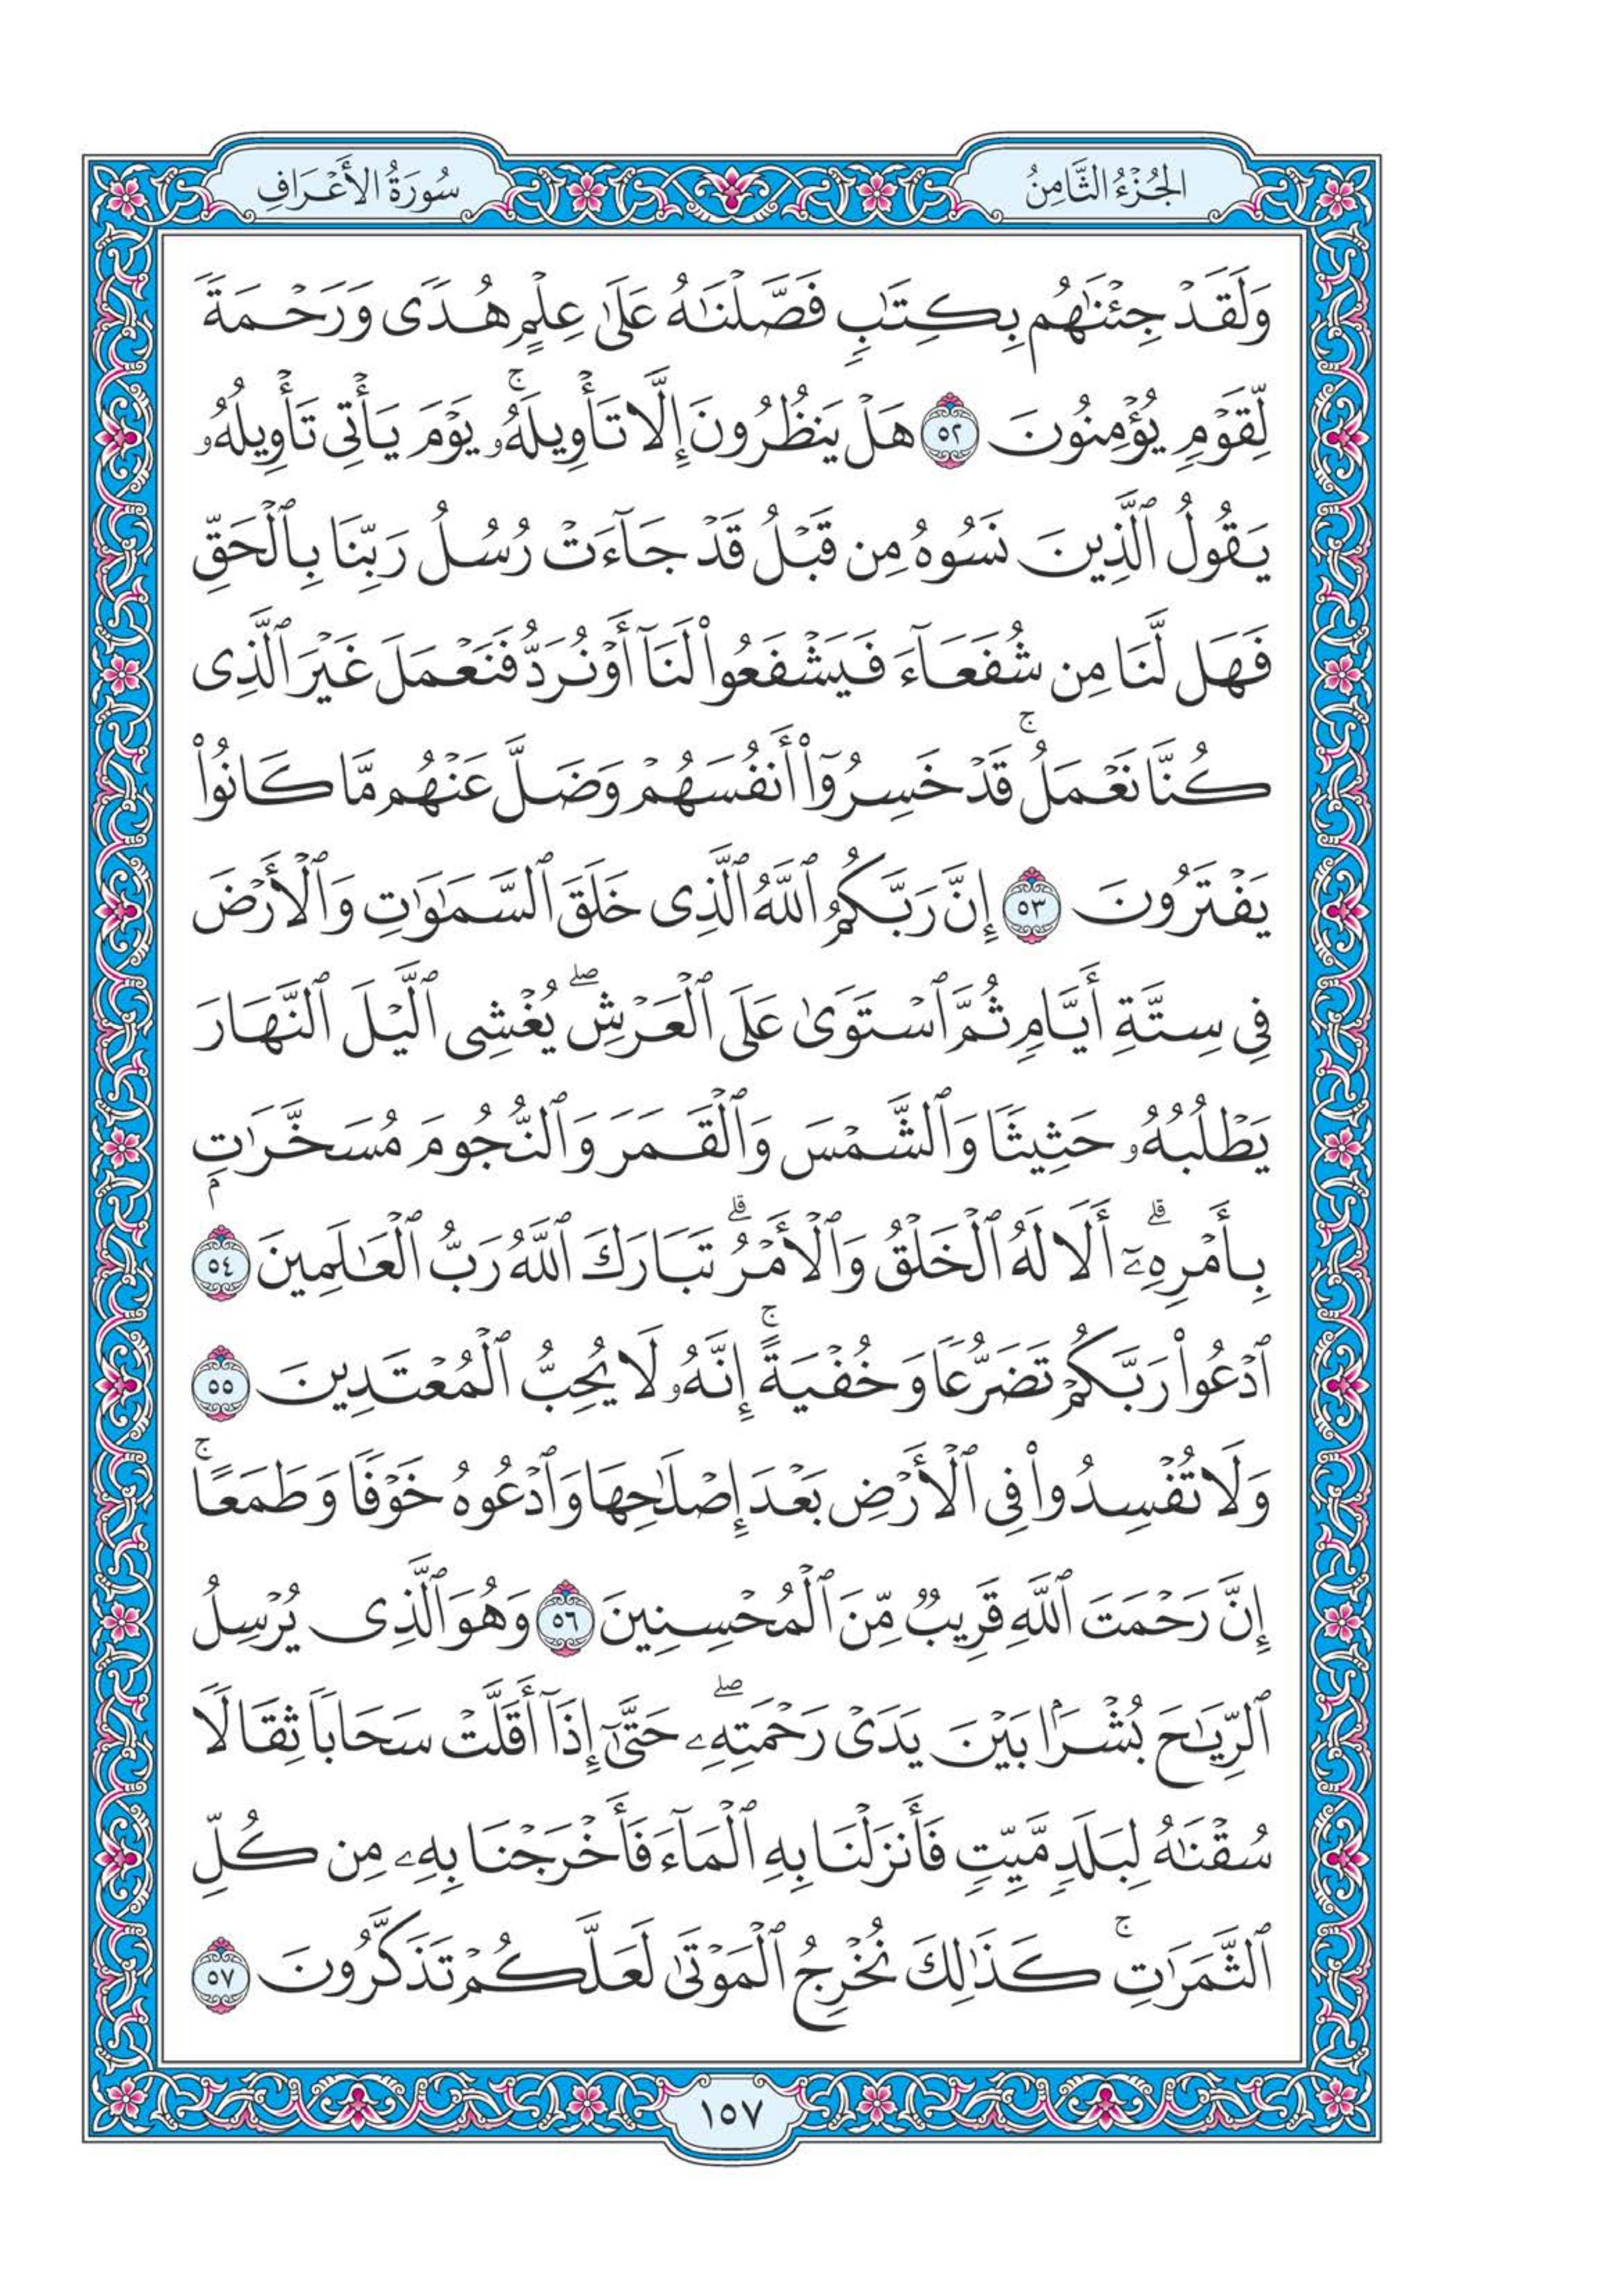 الجُزْءُ الثَّامِنُ
سُورَةُ الأَعْرَافِ
وَلَقَدْ جِئْنَٰهُم بِكِتَٰبٖ فَصَّلْنَٰهُ عَلَىٰ عِلْمٍ هُدٗى وَرَحْمَةٗ
لِّقَوْمٖ يُؤْمِنُونَ ٥٢ هَلْ يَنظُرُونَ إِلَّا تَأْوِيلَهُۥۚ يَوْمَ يَأْتِي تَأْوِيلُهُۥ
يَقُولُ ٱلَّذِينَ نَسُوهُ مِن قَبْلُ قَدْ جَآءَتْ رُسُلُ رَبِّنَا بِٱلْحَقِّ
فَهَل لَّنَا مِن شُفَعَآءَ فَيَشْفَعُوا۟ لَنَآ أَوْ نُرَدُّ فَنَعْمَلَ غَيْرَ ٱلَّذِى
كُنَّا نَعْمَلُۚ قَدْ خَسِرُوٓا۟ أَنفُسَهُمْ وَضَلَّ عَنْهُم مَّا كَانُوا۟
يَفْتَرُونَ ٥٣ إِنَّ رَبَّكُمُ ٱللَّهُ ٱلَّذِى خَلَقَ ٱلسَّمَٰوَٰتِ وَٱلْأَرْضَ
فِي سِتَّةِ أَيَّامٖ ثُمَّ ٱسْتَوَىٰ عَلَى ٱلْعَرْشِۖ يُغْشِى ٱلَّيْلَ ٱلنَّهَارَ
يَطْلُبُهُۥ حَثِيثٗا وَٱلشَّمْسَ وَٱلْقَمَرَ وَٱلنُّجُومَ مُسَخَّرَٰتِۭ
بِأَمْرِهِۦٓۗ أَلَا لَهُ ٱلْخَلْقُ وَٱلْأَمْرُۗ تَبَارَكَ ٱللَّهُ رَبُّ ٱلْعَٰلَمِينَ ٥٤
ٱدْعُوا۟ رَبَّكُمْ تَضَرُّعٗا وَخُفْيَةًۚ إِنَّهُۥ لَا يُحِبُّ ٱلْمُعْتَدِينَ ٥٥
وَلَا تُفْسِدُوا۟ فِى ٱلْأَرْضِ بَعْدَ إِصْلَٰحِهَا وَٱدْعُوهُ خَوْفٗا وَطَمَعًاۚ
إِنَّ رَحْمَتَ ٱللَّهِ قَرِيبٞ مِّنَ ٱلْمُحْسِنِينَ ٥٦ وَهُوَ ٱلَّذِى يُرْسِلُ
ٱلرِّيَٰحَ بُشْرَۢا بَيْنَ يَدَىْ رَحْمَتِهِۦۖ حَتَّىٰٓ إِذَآ أَقَلَّتْ سَحَابٗا ثِقَالٗا
سُقْنَٰهُ لِبَلَدٖ مَّيِّتٖ فَأَنزَلْنَا بِهِ ٱلْمَآءَ فَأَخْرَجْنَا بِهِۦ مِن كُلِّ
ٱلثَّمَرَٰتِۚ كَذَٰلِكَ نُخْرِجُ ٱلْمَوْتَىٰ لَعَلَّكُمْ تَذَكَّرُونَ ٥٧
١٥٧